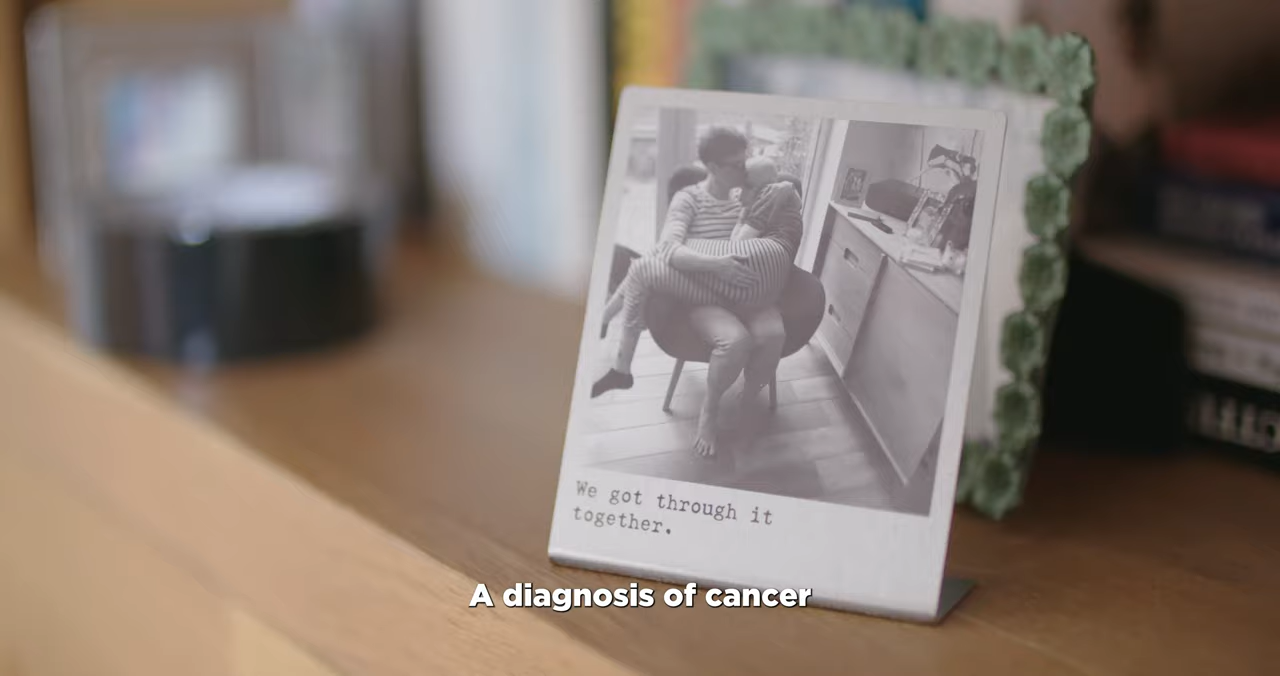 We got through it
together.
A diagnosis of cancer